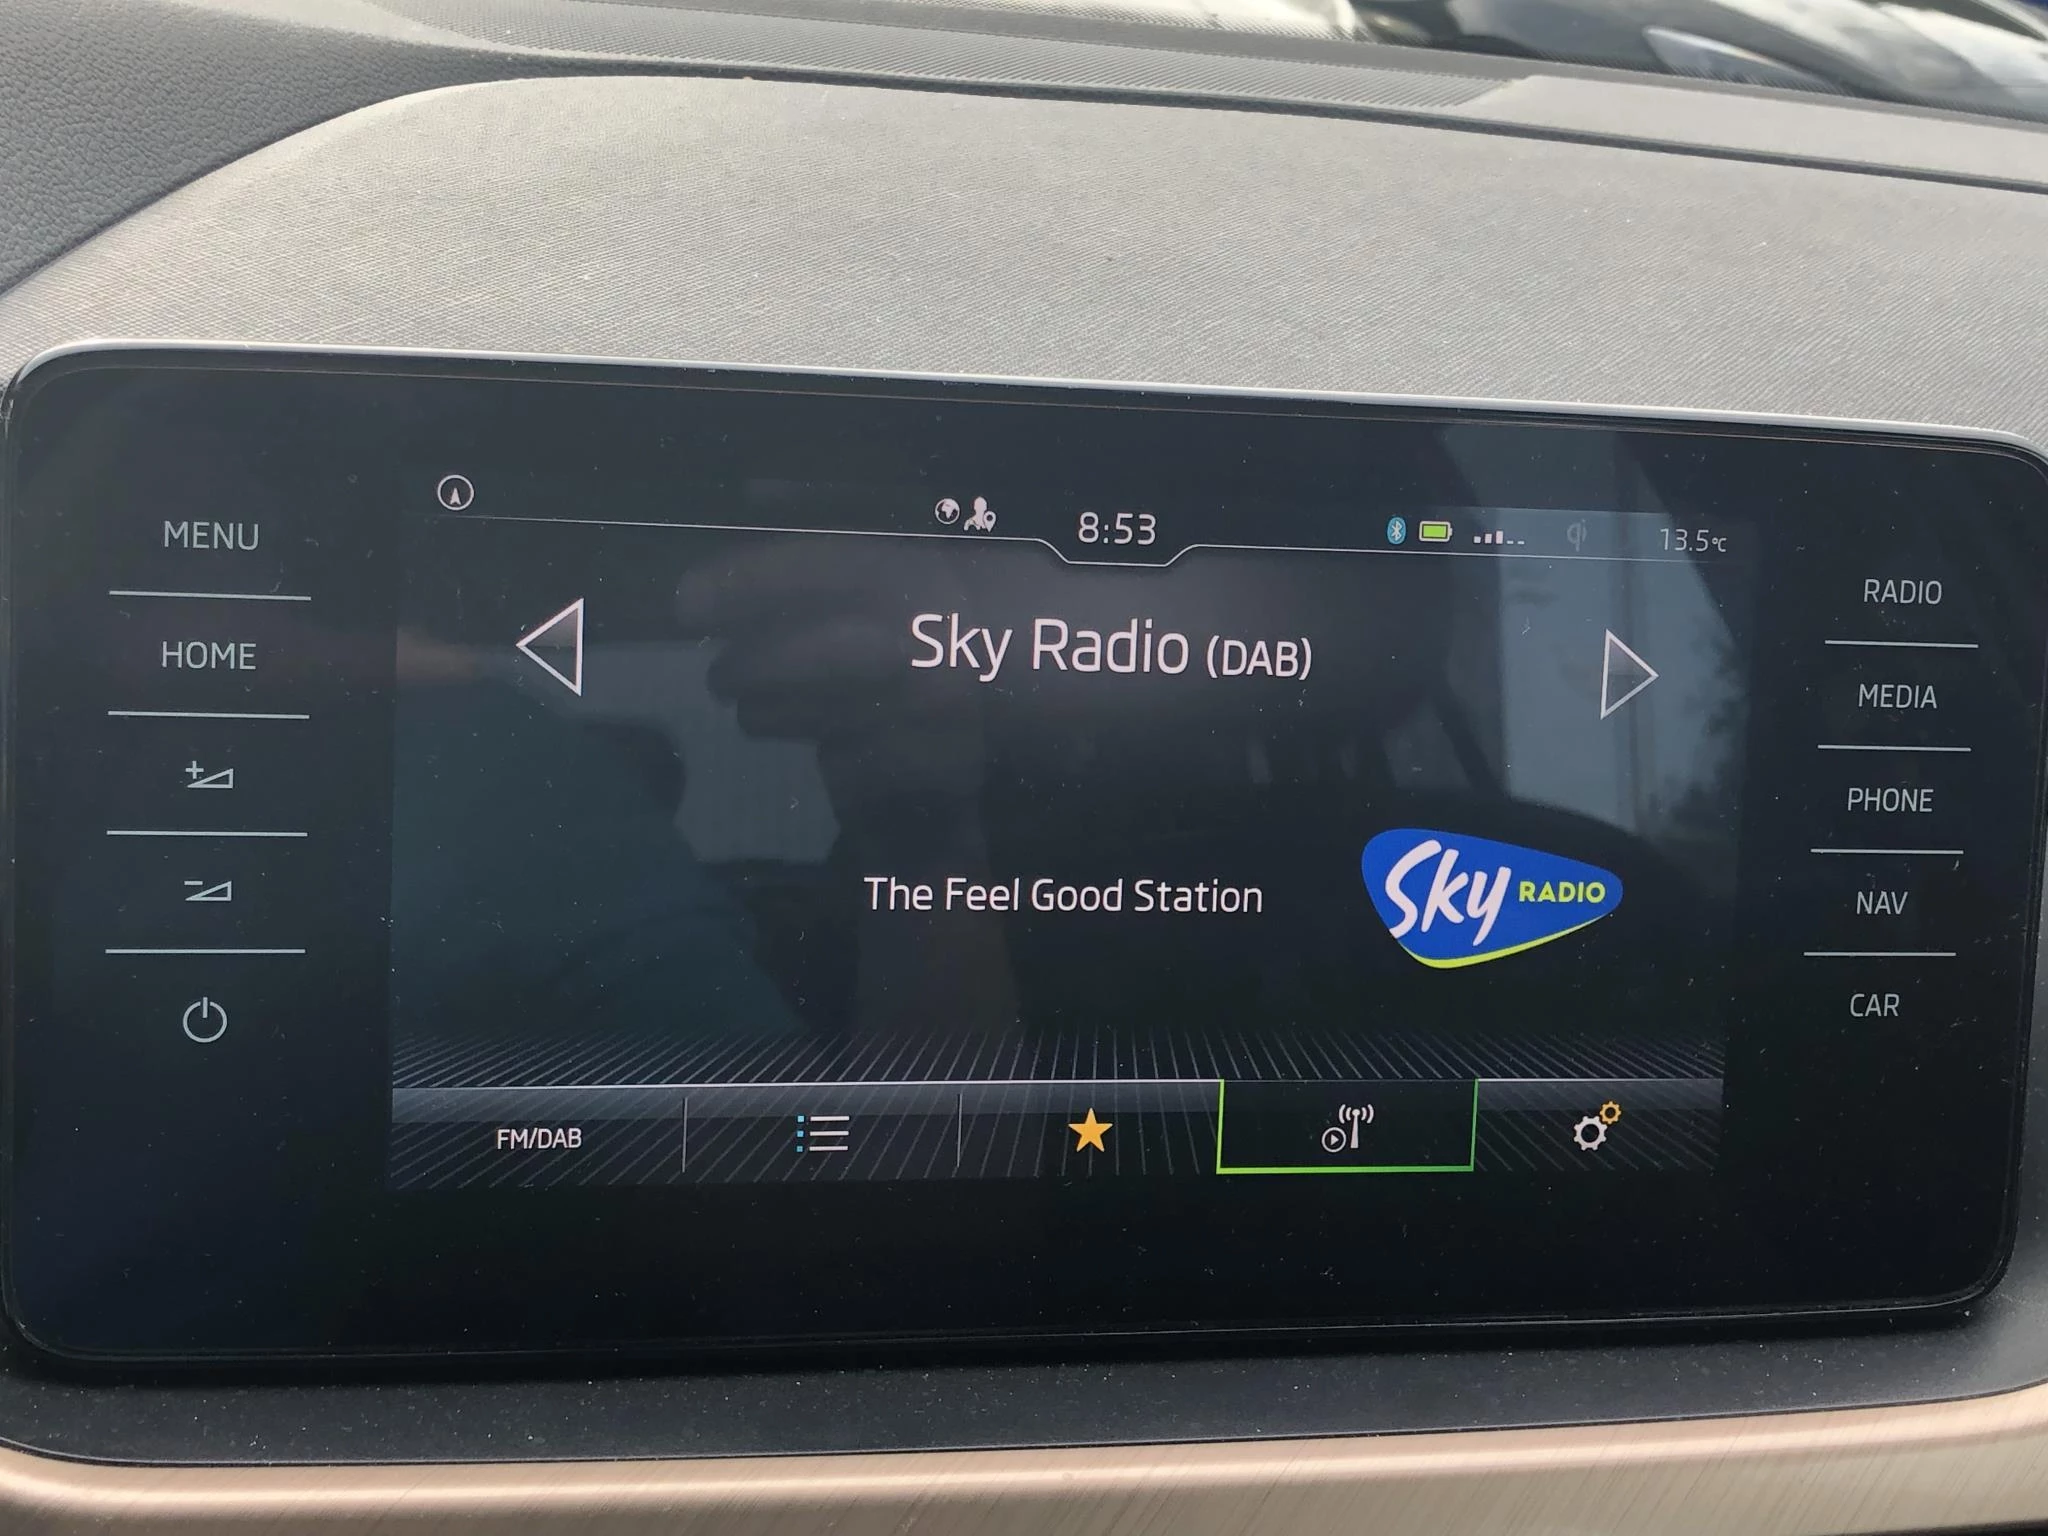 MENU
HOME
8:53
13.5°C
Sky Radio (DAB)
The Feel Good Station
Sky RADIO
FM/DAB
RADIO
MEDIA
PHONE
NAV
CAR